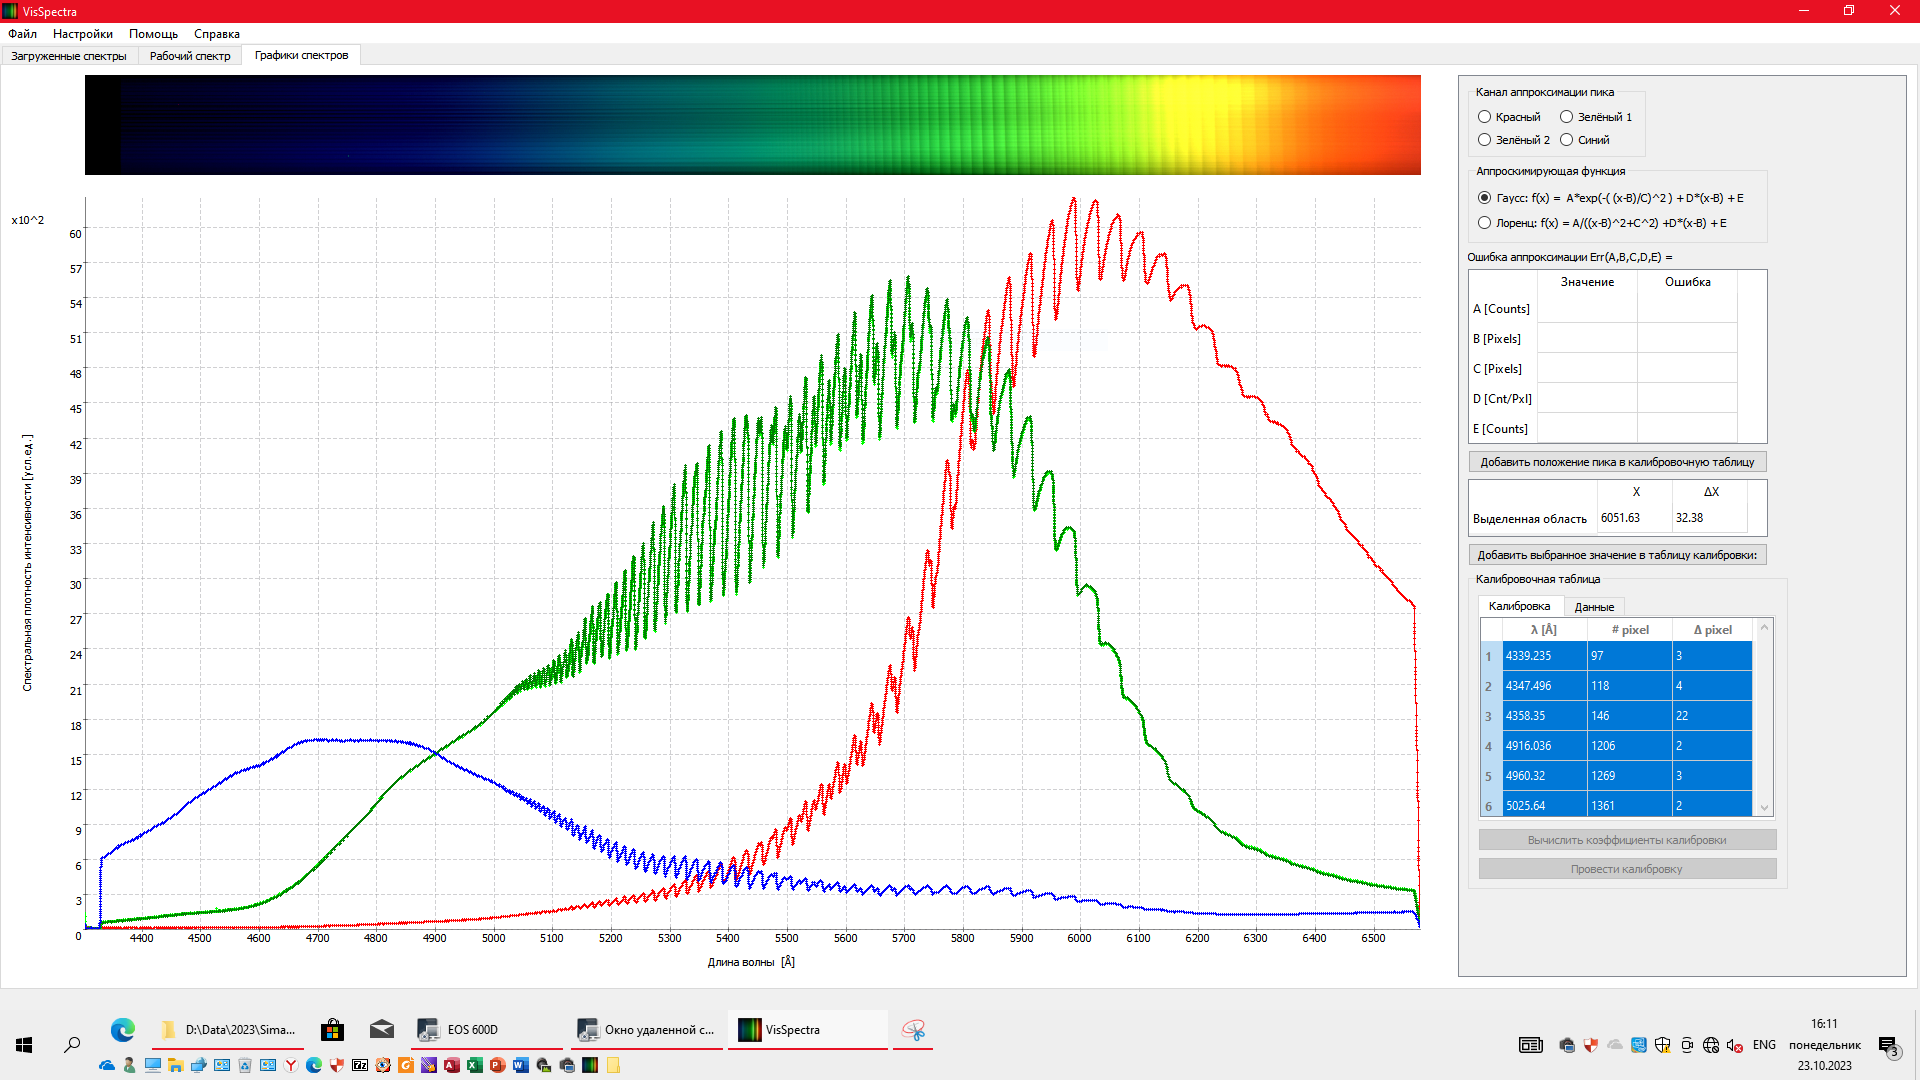 VisSpectra
Файл Настройки Помощь Справка
Загруженные спектры Рабочий спектр Графики спектров
x10^2
60
57
54
51
48
45
42
39
36
33
30
27
24
21
18
15
12
9
6
3
0
Спектральная плотность интенсивности [усл.ед.]
4400 4500 4600 4700 4800 4900 5000 5100 5200 5300 5400 5500 5600 5700 5800 5900 6000 6100 6200 6300 6400 6500
Длина волны [Å]
Канал аппроксимации пика
Красный Зелёный 1
Зелёный 2 Синий
Аппроскимирующая функция
Гаусс: f(x) = A*exp(-( (x-B)/C)^2 ) + D*(x-B) + E
Лоренц: f(x) = A/((x-B)^2+C^2) +D*(x-B) + E
Ошибка аппроксимации Err(A,B,C,D,E) =
Значение Ошибка
A [Counts]
B [Pixels]
C [Pixels]
D [Cnt/Pxl]
E [Counts]
Добавить положение пика в калибровочную таблицу
X ΔX
Выделенная область 6051.63 32.38
Добавить выбранное значение в таблицу калибровки:
Калибровочная таблица
Калибровка Данные
λ [Å] # pixel Δ pixel
1 4339.235 97 3
2 4347.496 118 4
3 4358.35 146 22
4 4916.036 1206 2
5 4960.32 1269 3
6 5025.64 1361 2
Вычислить коэффициенты калибровки
Провести калибровку
D:\Data\2023\Sima... EOS 600D Окно удаленной с... VisSpectra
ENG
16:11
понедельник
23.10.2023
3